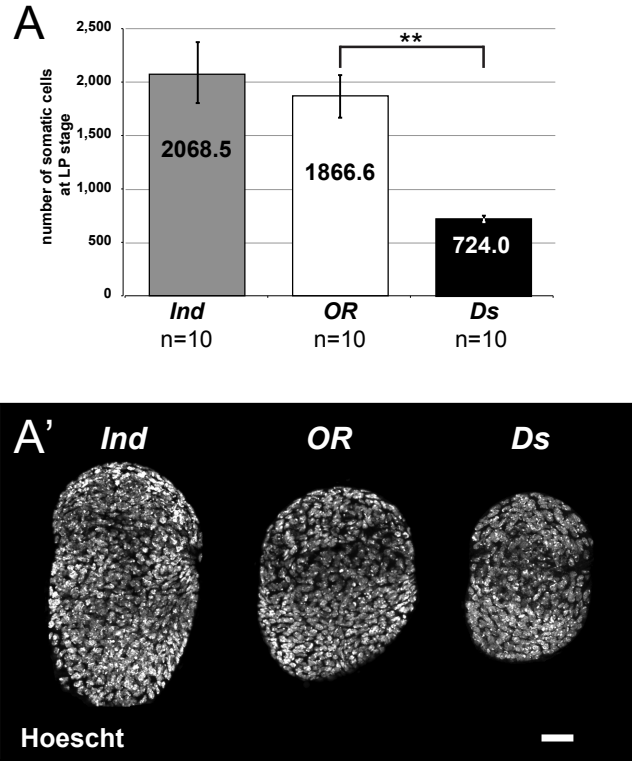 A
number of somatic cells
at LP stage
2,500
2,000
1,500
1,000
500
0
**
2068.5
1866.6
724.0
Ind OR Ds
n=10 n=10 n=10
A’ Ind OR Ds
Hoescht